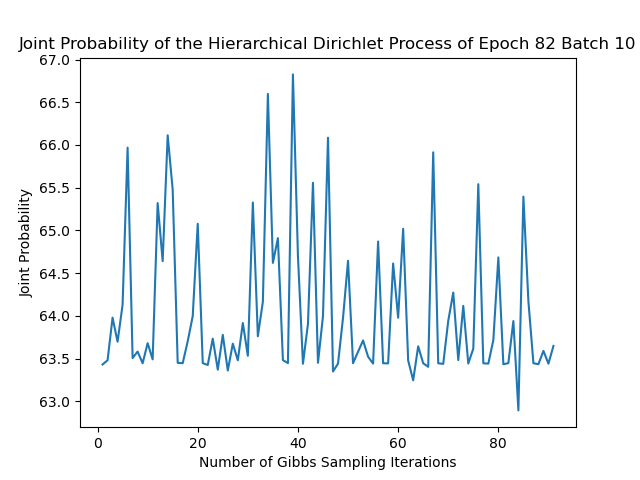 Joint Probability of the Hierarchical Dirichlet Process of Epoch 82 Batch 10
67.0
66.5
66.0
65.5
65.0
64.5
64.0
63.5
63.0
Joint Probability
0 20 40 60 80
Number of Gibbs Sampling Iterations